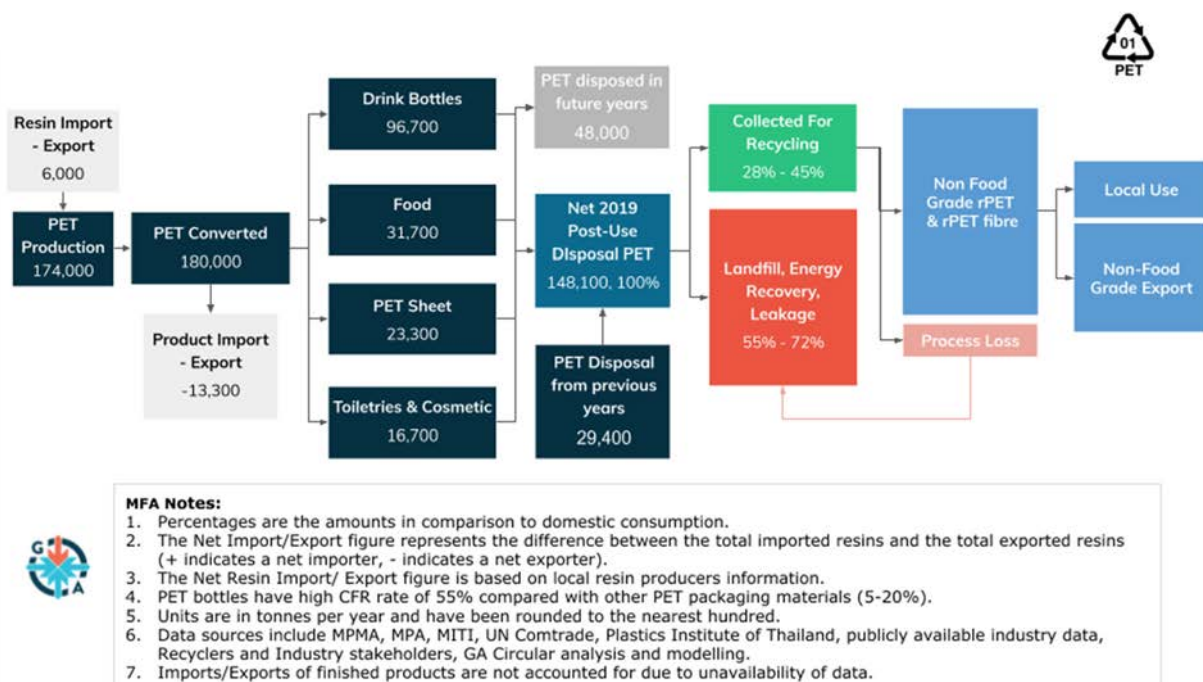 01
PET
Resin Import
- Export
6,000
PET
Production
174,000
PET Converted
180,000
Product Import
- Export
-13,300
Drink Bottles
96,700
Food
31,700
PET Sheet
23,300
Toiletries & Cosmetic
16,700
PET disposed in
future years
48,000
Net 2019
Post-Use
DIsposal PET
148,100, 100%
PET Disposal
from previous
years
29,400
Collected For
Recycling
28% - 45%
Landfill, Energy
Recovery,
Leakage
55% - 72%
Non Food
Grade rPET
& rPET fibre
Process Loss
Local Use
Non-Food
Grade Export
G
A
MFA Notes:
1. Percentages are the amounts in comparison to domestic consumption.
2. The Net Import/Export figure represents the difference between the total imported resins and the total exported resins
(+ indicates a net importer, - indicates a net exporter).
3. The Net Resin Import/ Export figure is based on local resin producers information.
4. PET bottles have high CFR rate of 55% compared with other PET packaging materials (5-20%).
5. Units are in tonnes per year and have been rounded to the nearest hundred.
6. Data sources include MPMA, MPA, MITI, UN Comtrade, Plastics Institute of Thailand, publicly available industry data,
Recyclers and Industry stakeholders, GA Circular analysis and modelling.
7. Imports/Exports of finished products are not accounted for due to unavailability of data.